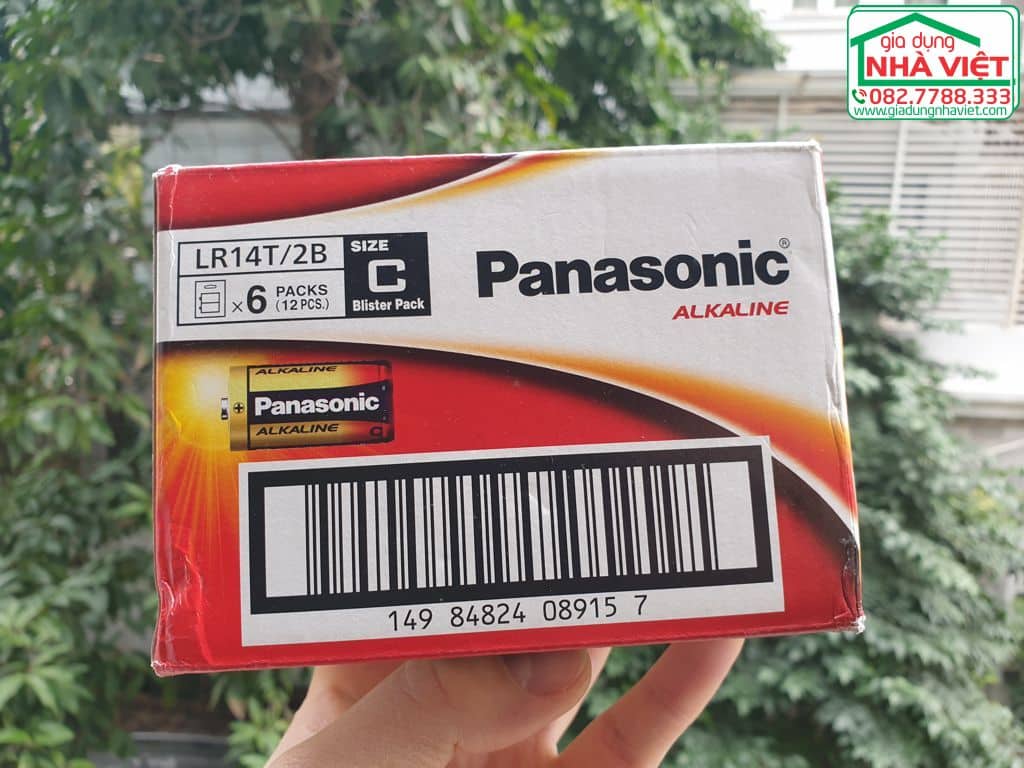 gia dụng
NHÀ VIỆT
082.7788.333
www.giadungnhaviet.com
LR14T/2B
x 6 PACKS
(12 PCS.)
SIZE
C
Blister Pack
Panasonic®
ALKALINE
ALKALINE
+ Panasonic
ALKALINE
C
149 84824 08915 7